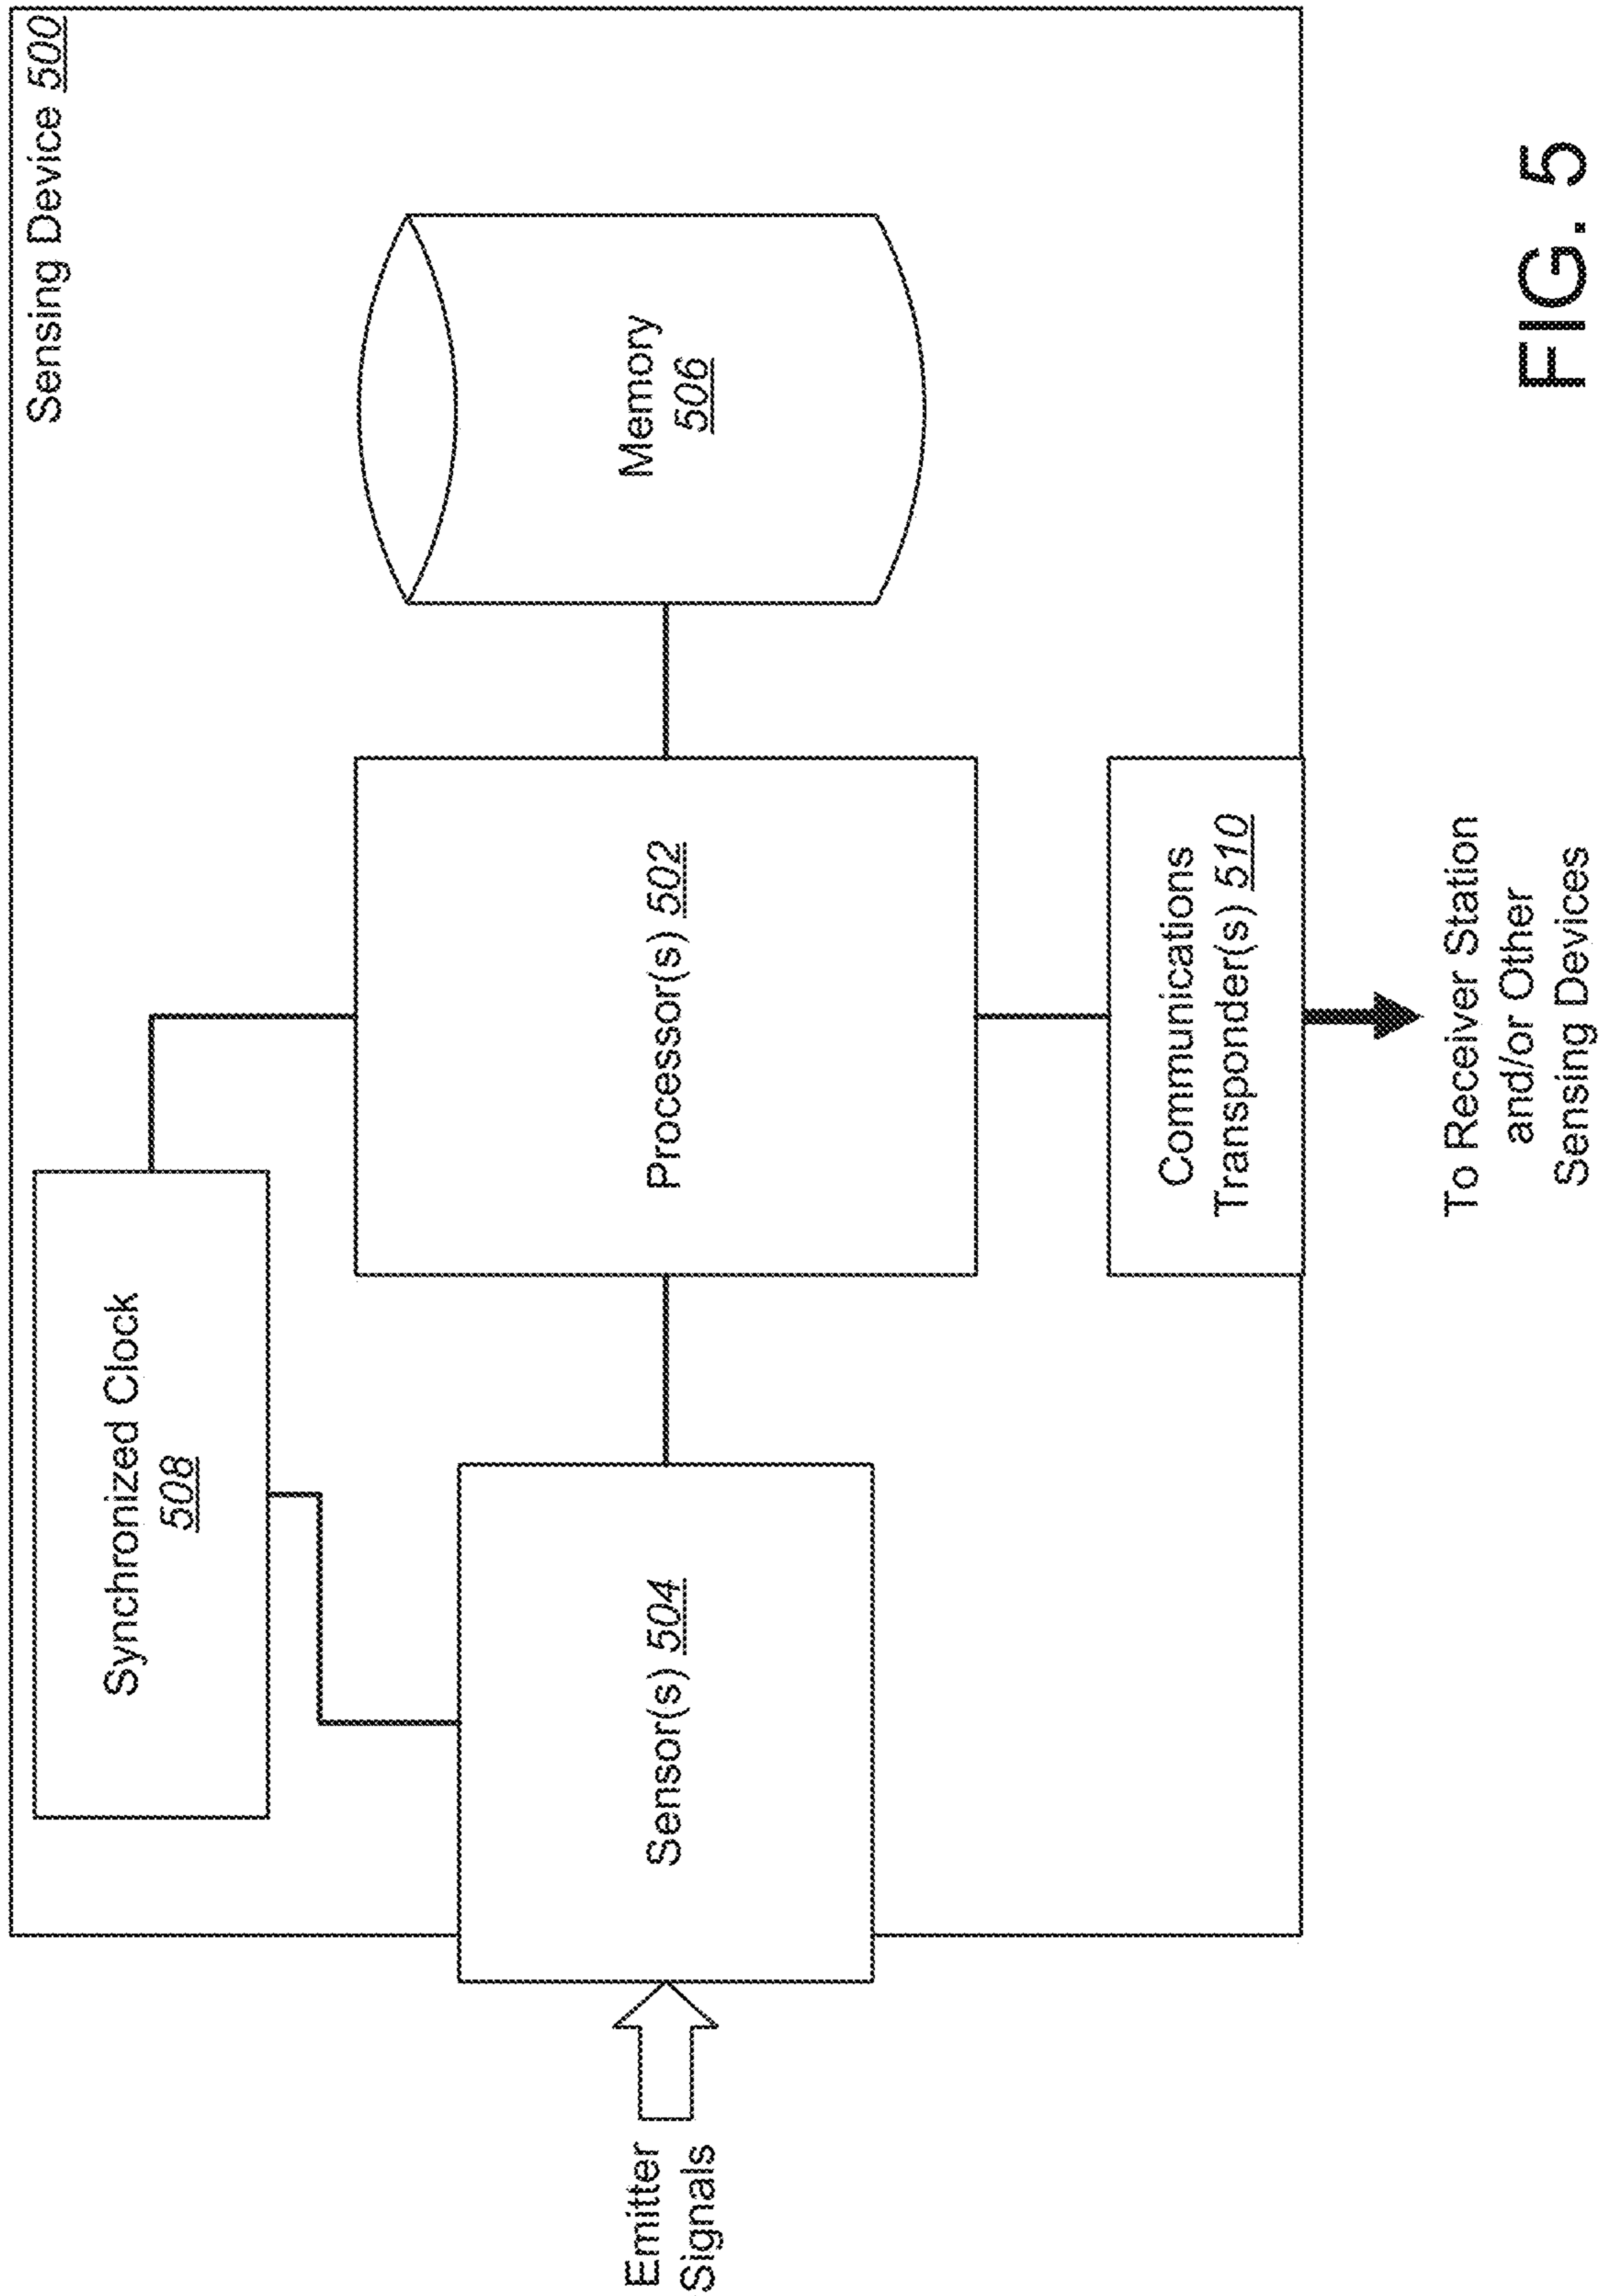 Sensing Device 500
Synchronized Clock
508
Emitter
Signals
Sensor(s) 504
Processor(s) 502
Memory
506
Communications
Transponder(s) 510
To Receiver Station
and/or Other
Sensing Devices
FIG. 5